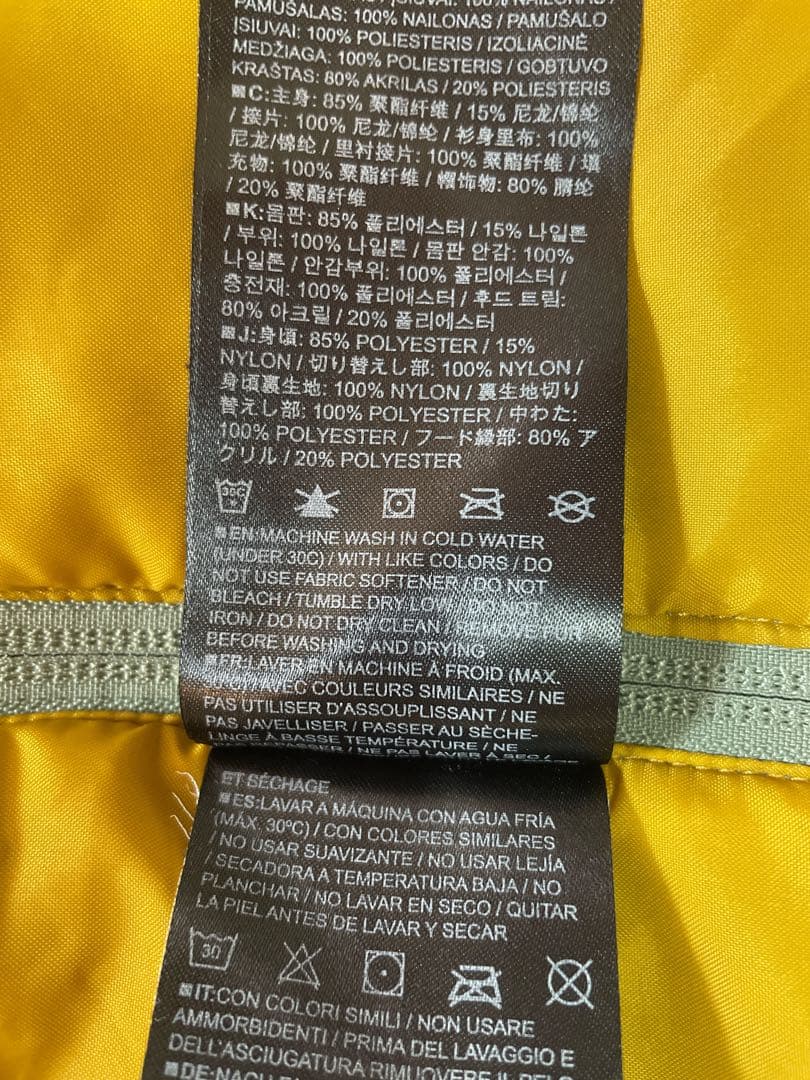 PAMUŠALAS: 100% NAILONAS / PAMUŠALO
ĮSIUVAI: 100% POLIESTERIS / IZOLIACINĖ
MEDŽIAGA: 100% POLIESTERIS / GOBTUVO
KRAŠTAS: 80% AKRILAS / 20% POLIESTERIS
■C:主身: 85% 聚酯纤维 / 15% 尼龙/锦纶
/ 接片: 100% 尼龙/锦纶 / 衫身里布: 100%
尼龙/锦纶 / 里衬接片: 100% 聚酯纤维 / 填
充物: 100% 聚酯纤维 / 帽饰物: 80% 腈纶
/ 20% 聚酯纤维
■K:몸판: 85% 폴리에스터 / 15% 나일론
/ 부위: 100% 나일론 / 몸판 안감: 100%
나일론 / 안감부위: 100% 폴리에스터 /
충전재: 100% 폴리에스터 / 후드 트림:
80% 아크릴 / 20% 폴리에스터
■J:身頃: 85% POLYESTER / 15%
NYLON / 切り替えし部: 100% NYLON /
身頃裏生地: 100% NYLON / 裏生地切り
替えし部: 100% POLYESTER / 中わた:
100% POLYESTER / フード縁部: 80% ア
クリル / 20% POLYESTER
30C
■EN:MACHINE WASH IN COLD WATER
(UNDER 30C) / WITH LIKE COLORS / DO
NOT USE FABRIC SOFTENER / DO NOT
BLEACH / TUMBLE DRY LOW / DO NOT
IRON / DO NOT DRY CLEAN / REMOVE FUR
BEFORE WASHING AND DRYING
■FR:LAVER EN MACHINE À FROID (MAX.
AVEC COULEURS SIMILAIRES / NE
PAS UTILISER D'ASSOUPLISSANT / NE
PAS JAVELLISER / PASSER AU SÈCHE-
LINGE À BASSE TEMPÉRATURE / NE
PAS REPASSER / NE PAS LAVER À SEC /
ET SÉCHAGE
■ES:LAVAR A MÁQUINA CON AGUA FRÍA
(MÁX. 30ºC) / CON COLORES SIMILARES
/ NO USAR SUAVIZANTE / NO USAR LEJÍA
/ SECADORA A TEMPERATURA BAJA / NO
PLANCHAR / NO LAVAR EN SECO / QUITAR
LA PIEL ANTES DE LAVAR Y SECAR
30
■IT:CON COLORI SIMILI / NON USARE
AMMORBIDENTI / PRIMA DEL LAVAGGIO E
DELL'ASCIUGATURA RIMUOVERE IL